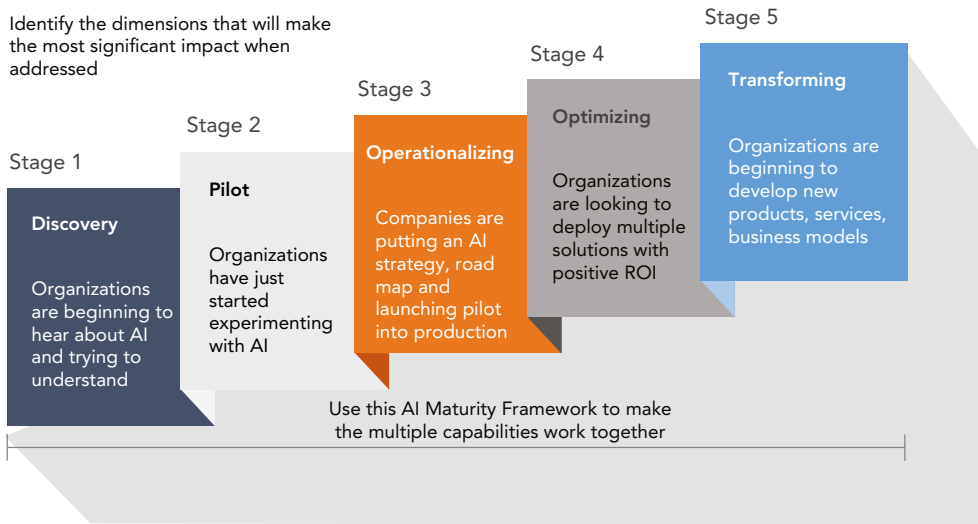 Identify the dimensions that will make
the most significant impact when
addressed
Stage 1
Discovery
Organizations
are beginning to
hear about AI
and trying to
understand
Stage 2
Pilot
Organizations
have just
started
experimenting
with AI
Stage 3
Operationalizing
Companies are
putting an AI
strategy, road
map and
launching pilot
into production
Stage 4
Optimizing
Organizations
are looking to
deploy multiple
solutions with
positive ROI
Stage 5
Transforming
Organizations are
beginning to
develop new
products, services,
business models
Use this AI Maturity Framework to make
the multiple capabilities work together